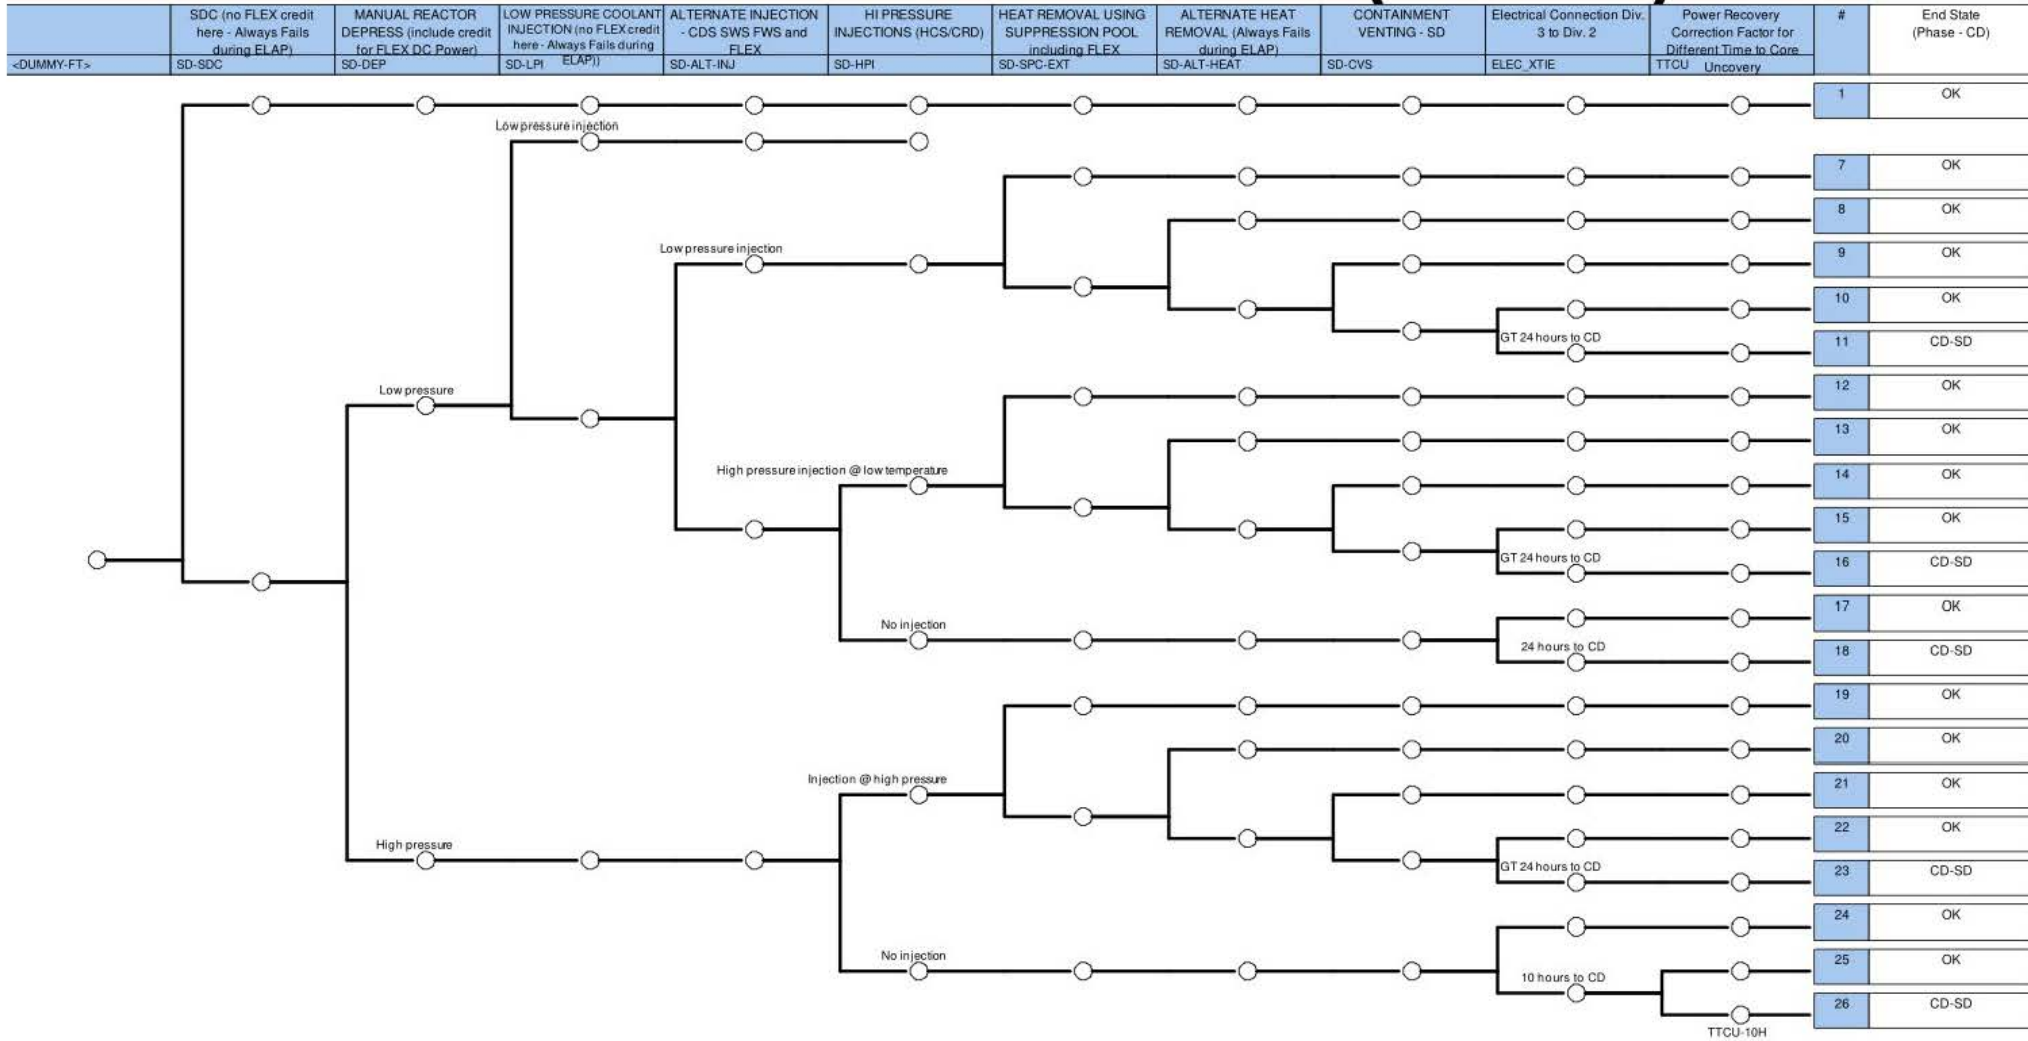 SDC (no FLEX credit
here - Always Fails
during ELAP)
MANUAL REACTOR
DEPRESS (include credit
for FLEX DC Power)
LOW PRESSURE COOLANT
INJECTION (no FLEX credit
here - Always Fails during
ELAP))
ALTERNATE INJECTION
- CDS SWS FWS and
FLEX
HI PRESSURE
INJECTIONS (HCS/CRD)
HEAT REMOVAL USING
SUPPRESSION POOL
including FLEX
ALTERNATE HEAT
REMOVAL (Always Fails
during ELAP)
CONTAINMENT
VENTING - SD
Electrical Connection Div.
3 to Div. 2
Power Recovery
Correction Factor for
Different Time to Core
Uncovery
#
End State
(Phase - CD)
<DUMMY-FT>
SD-SDC
SD-DEP
SD-LPI
SD-ALT-INJ
SD-HPI
SD-SPC-EXT
SD-ALT-HEAT
SD-CVS
ELEC_XTIE
TTCU
1 OK
Low pressure injection
7 OK
8 OK
Low pressure injection
9 OK
10 OK
GT 24 hours to CD
11 CD-SD
Low pressure
12 OK
13 OK
High pressure injection @ low temperature
14 OK
15 OK
GT 24 hours to CD
16 CD-SD
No injection
17 OK
24 hours to CD
18 CD-SD
19 OK
20 OK
Injection @ high pressure
21 OK
22 OK
High pressure
GT 24 hours to CD
23 CD-SD
24 OK
No injection
25 OK
10 hours to CD
26 CD-SD
TTCU-10H